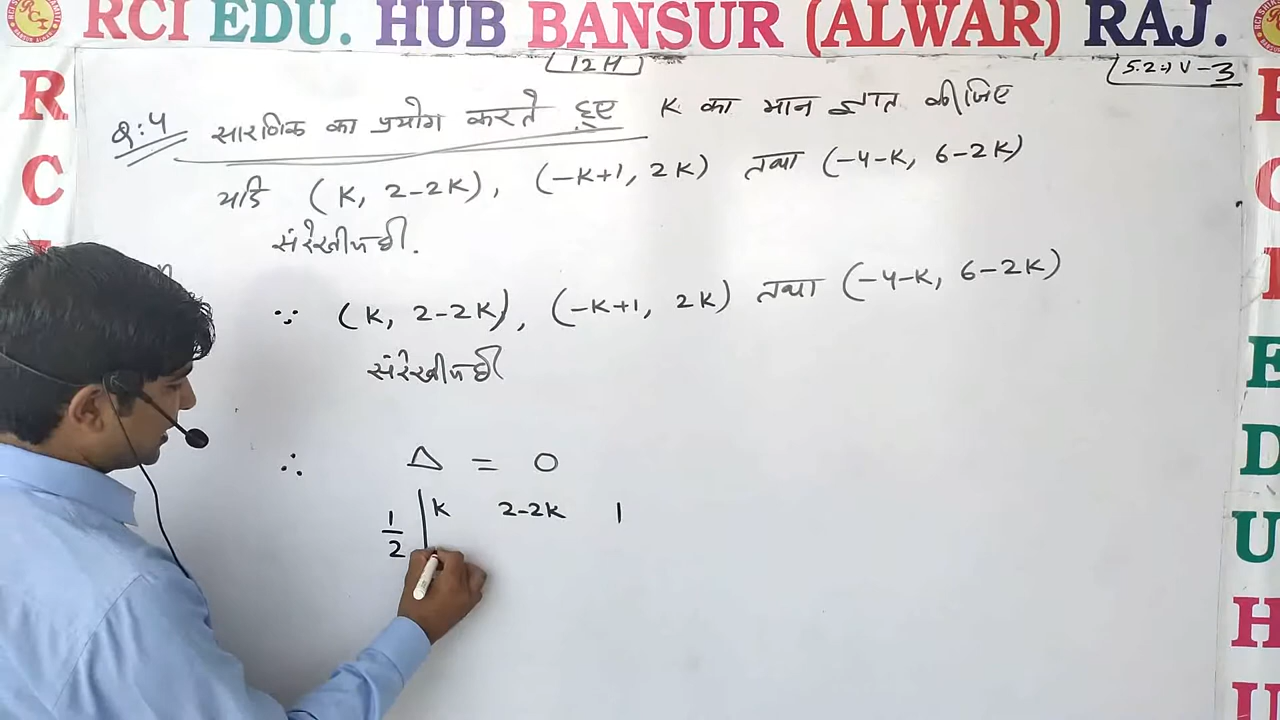 RCI EDU. HUB BANSUR (ALWAR) RAJ.
12 H
5.2 ⇒ V-3
Q:4 सारणिक का प्रयोग करते हुए K का मान ज्ञात कीजिए
यदि (K, 2-2K), (-K+1, 2K) तथा (-4-K, 6-2K)
संरेखीय हो.
∵ (K, 2-2K), (-K+1, 2K) तथा (-4-K, 6-2K)
संरेखीय हो
∴ Δ = 0
1/2 | K 2-2K 1
R
C
I
E
D
U
H
U